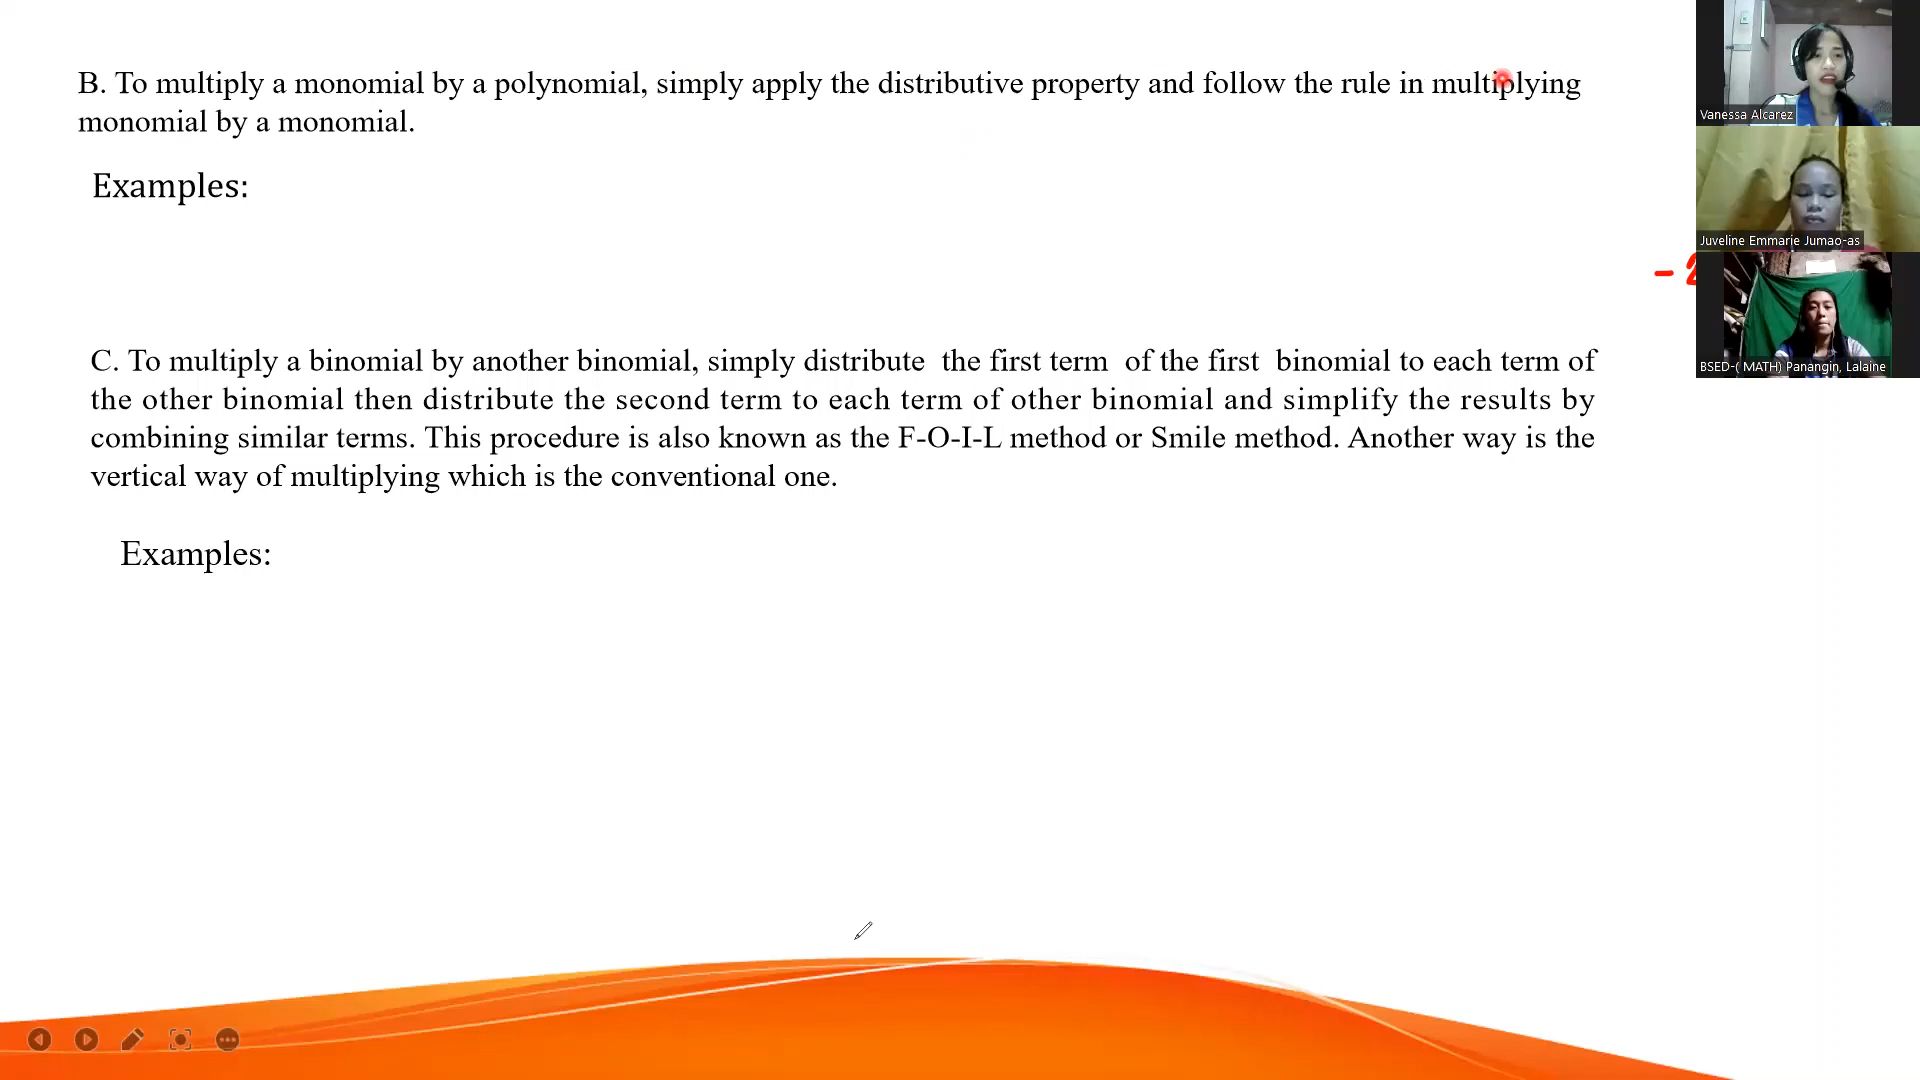 B. To multiply a monomial by a polynomial, simply apply the distributive property and follow the rule in multiplying
monomial by a monomial.
Examples:
C. To multiply a binomial by another binomial, simply distribute the first term of the first binomial to each term of
the other binomial then distribute the second term to each term of other binomial and simplify the results by
combining similar terms. This procedure is also known as the F-O-I-L method or Smile method. Another way is the
vertical way of multiplying which is the conventional one.
Examples:
Vanessa Alcarez
Juveline Emmarie Jumao-as
BSED-( MATH) Panangin, Lalaine